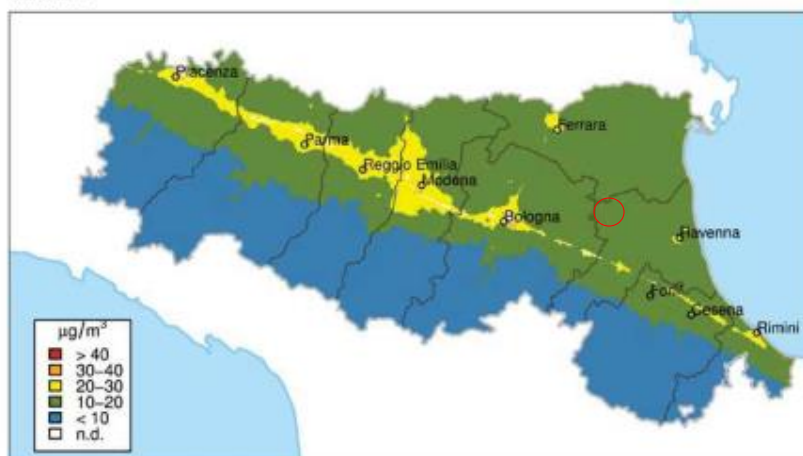 Piacenza
Parma
Reggio Emilia
Modena
Ferrara
Bologna
Ravenna
Forlì
Cesena
Rimini
µg/m³
> 40
30–40
20–30
10–20
< 10
n.d.